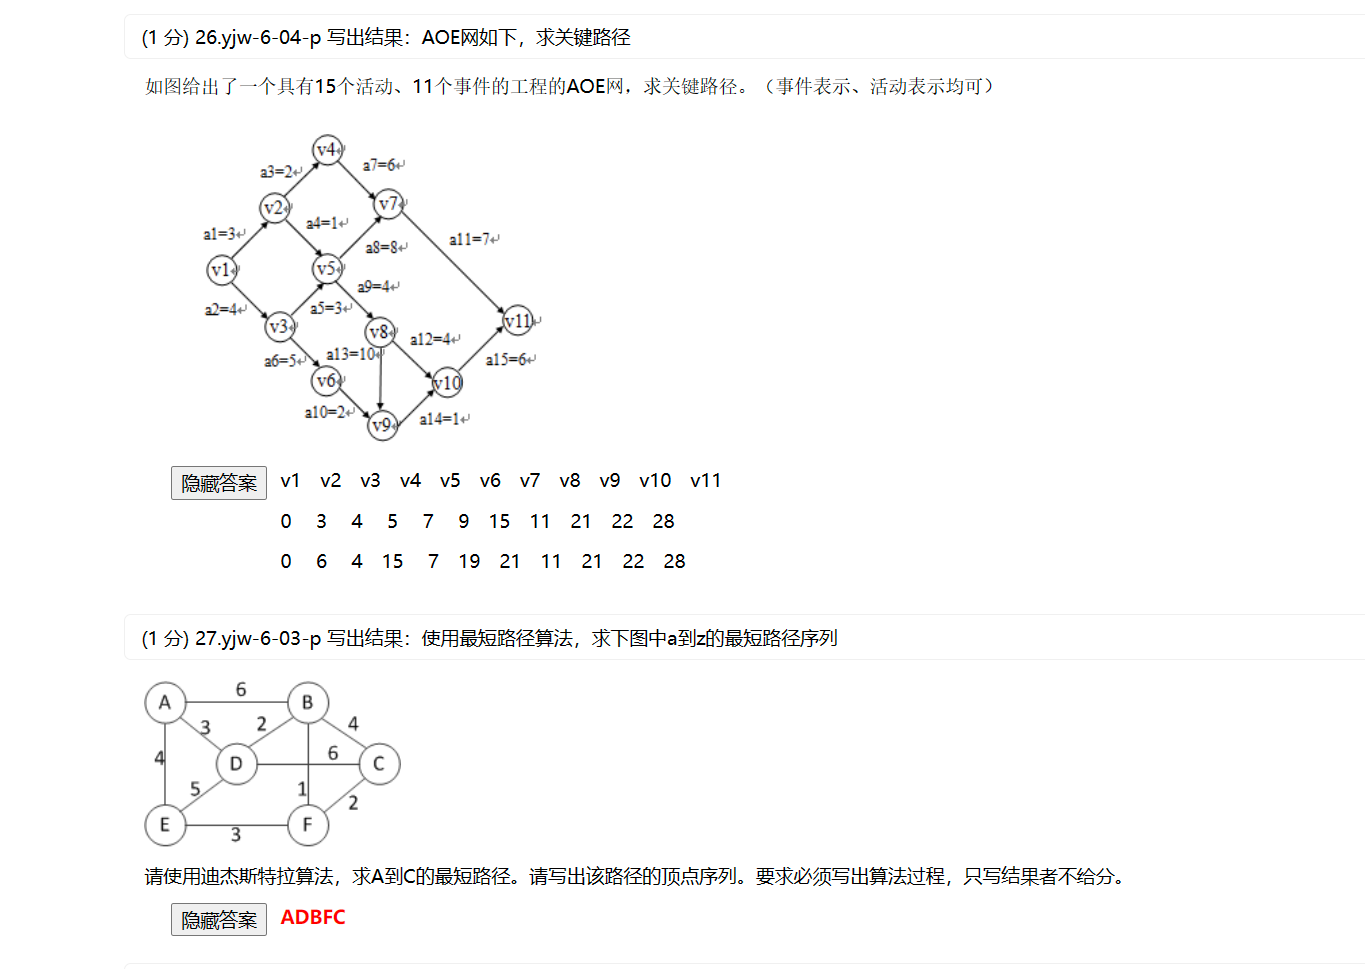 (1 分) 26.yjw-6-04-p 写出结果：AOE网如下，求关键路径
如图给出了一个具有15个活动、11个事件的工程的AOE网，求关键路径。（事件表示、活动表示均可）
v4
a3=2
a7=6
v2
v7
a1=3
a4=1
a8=8
a11=7
v1
v5
a9=4
a2=4
a5=3
v3
v8
v11
a12=4
a6=5
a13=10
a15=6
v6
v10
a10=2
a14=1
v9
隐藏答案 v1 v2 v3 v4 v5 v6 v7 v8 v9 v10 v11
0 3 4 5 7 9 15 11 21 22 28
0 6 4 15 7 19 21 11 21 22 28
(1 分) 27.yjw-6-03-p 写出结果：使用最短路径算法，求下图中a到z的最短路径序列
6
A
B
3
2
4
4
D
6
C
5
1
2
E
F
3
请使用迪杰斯特拉算法，求A到C的最短路径。请写出该路径的顶点序列。要求必须写出算法过程，只写结果者不给分。
隐藏答案 ADBFC